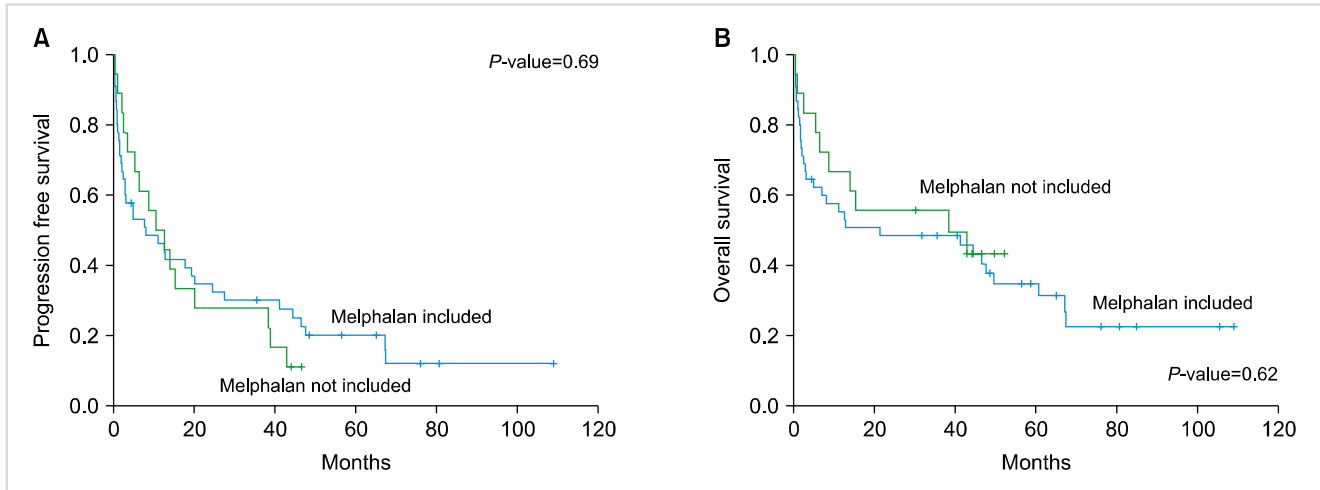 A
P-value=0.69
Progression free survival
1.0
0.8
0.6
0.4
0.2
0.0
Melphalan included
Melphalan not included
0 20 40 60 80 100 120
Months
B
Overall survival
1.0
0.8
0.6
0.4
0.2
0.0
Melphalan not included
Melphalan included
P-value=0.62
0 20 40 60 80 100 120
Months